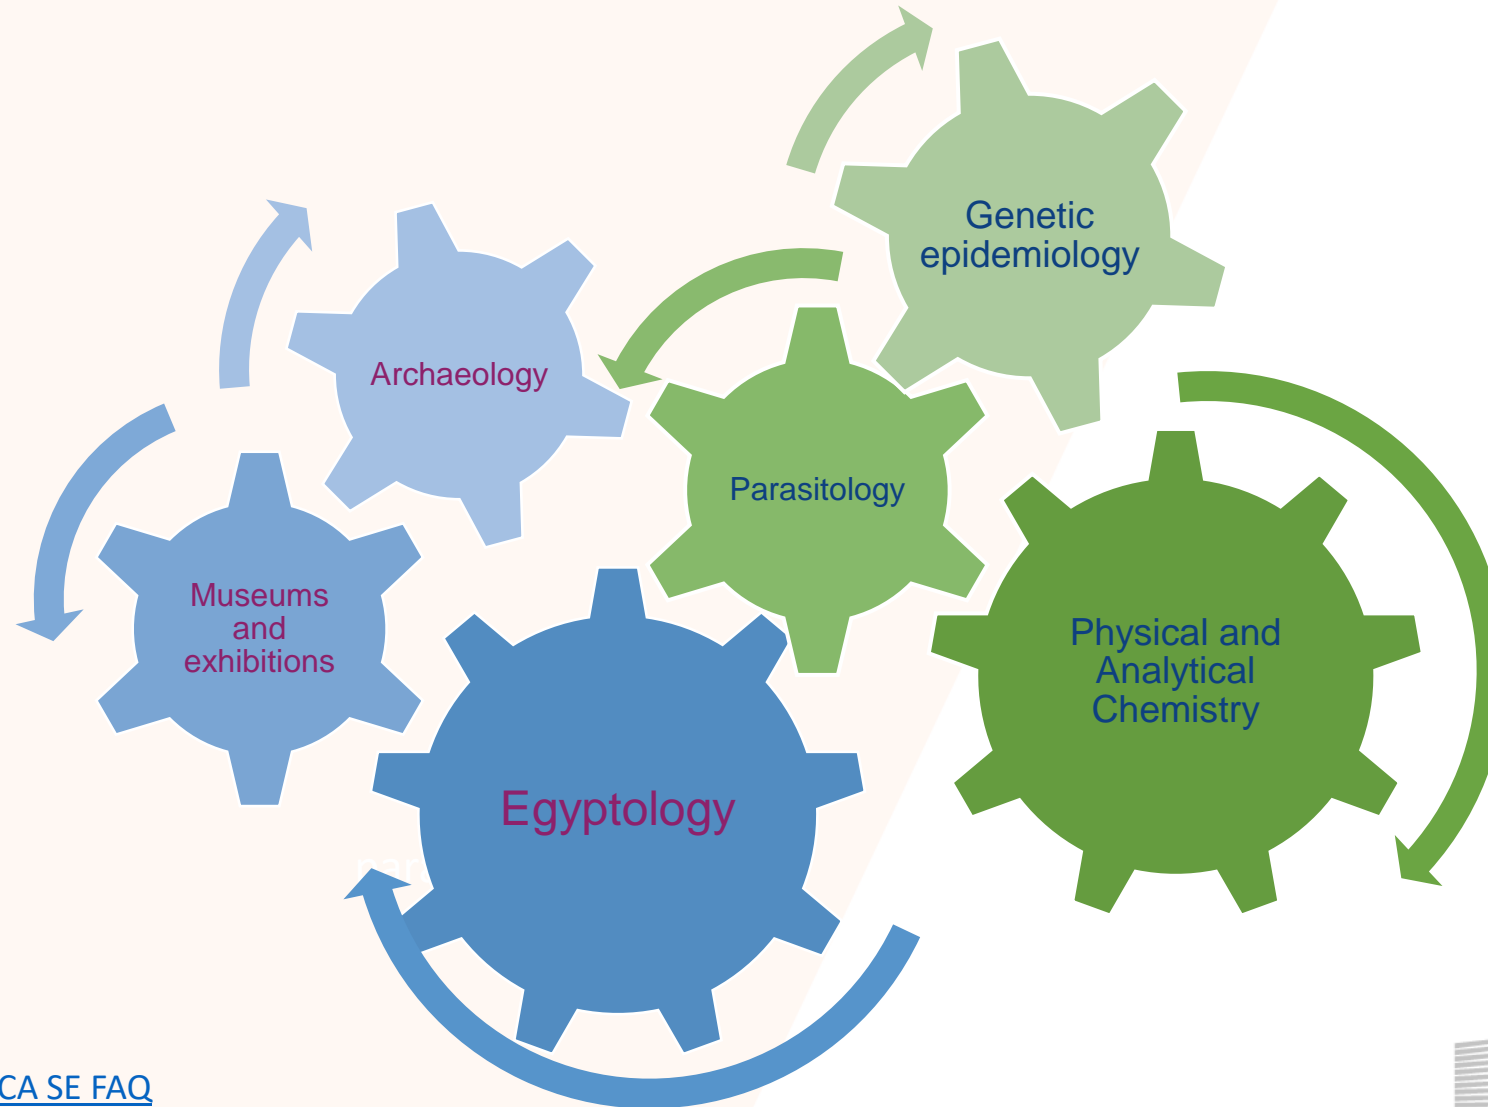 Genetic
epidemiology
Archaeology
Parasitology
Museums
and
exhibitions
Physical and
Analytical
Chemistry
Egyptology
CA SE FAQ